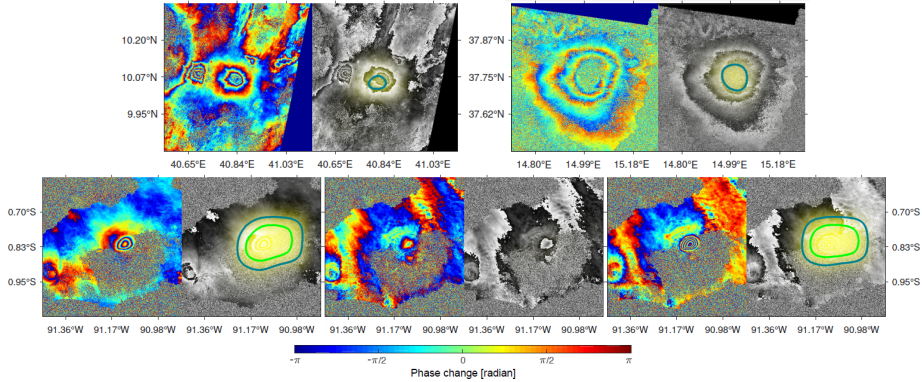 10.20°N
10.07°N
9.95°N
40.65°E 40.84°E 41.03°E 40.65°E 40.84°E 41.03°E
37.87°N
37.75°N
37.62°N
14.80°E 14.99°E 15.18°E 14.80°E 14.99°E 15.18°E
0.70°S
0.83°S
0.95°S
91.36°W 91.17°W 90.98°W 91.36°W 91.17°W 90.98°W
91.36°W 91.17°W 90.98°W 91.36°W 91.17°W 90.98°W
91.36°W 91.17°W 90.98°W 91.36°W 91.17°W 90.98°W
0.70°S
0.83°S
0.95°S
-π -π/2 0 π/2 π
Phase change [radian]